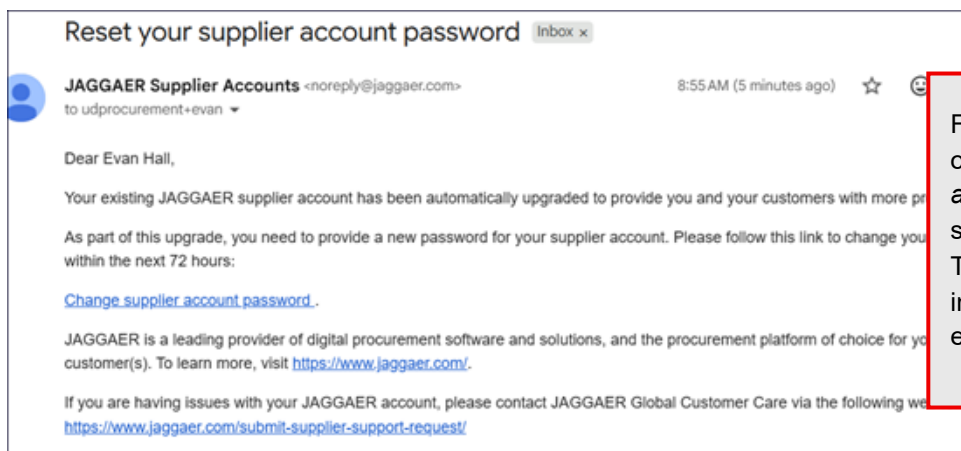 Reset your supplier account password Inbox ×
JAGGAER Supplier Accounts <noreply@jaggaer.com> 8:55 AM (5 minutes ago)
to udprocurement+evan
Dear Evan Hall,
Your existing JAGGAER supplier account has been automatically upgraded to provide you and your customers with more
As part of this upgrade, you need to provide a new password for your supplier account. Please follow this link to change
within the next 72 hours:
Change supplier account password .
JAGGAER is a leading provider of digital procurement software and solutions, and the procurement platform of choice for
customer(s). To learn more, visit https://www.jaggaer.com/.
If you are having issues with your JAGGAER account, please contact JAGGAER Global Customer Care via the following
https://www.jaggaer.com/submit-supplier-support-request/